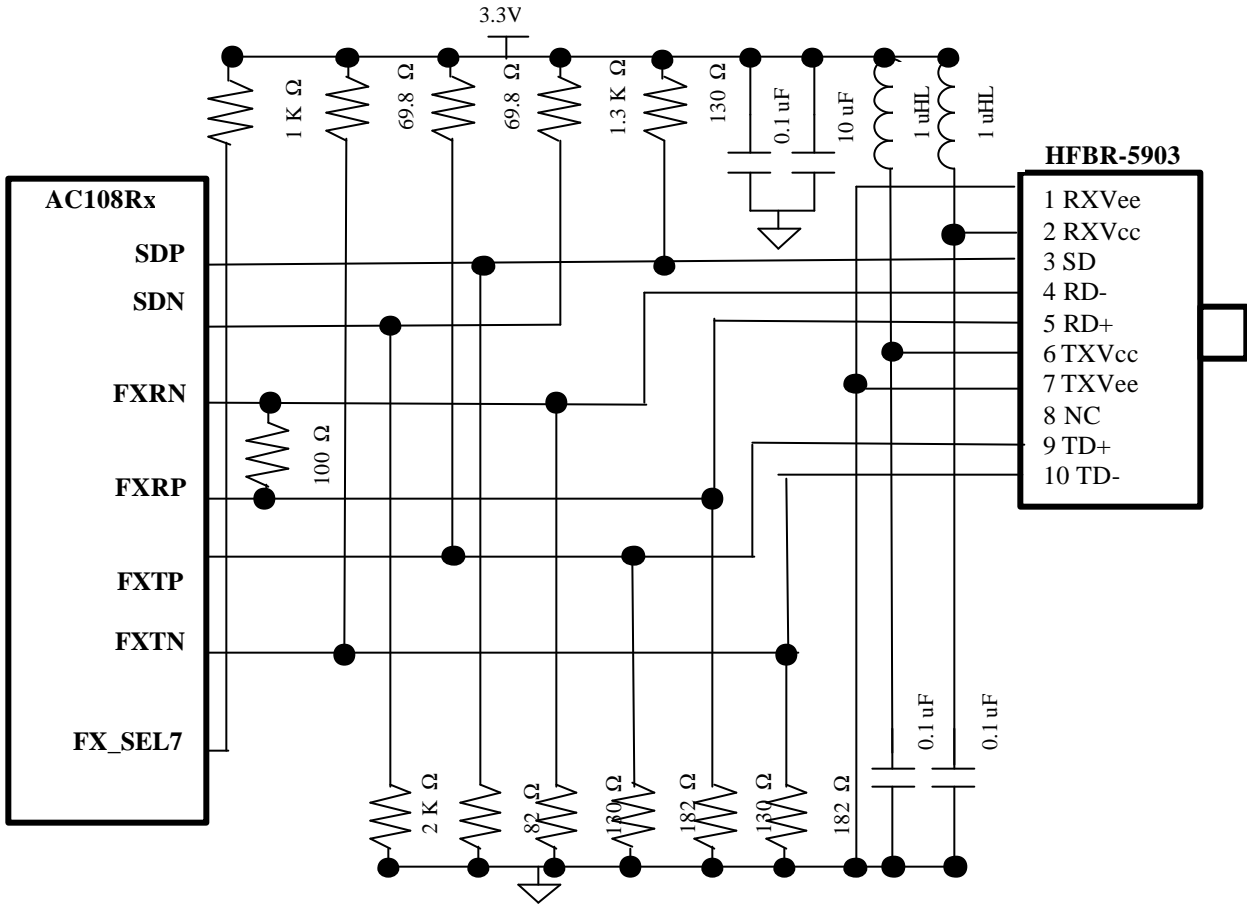 3.3V
1 K Ω
69.8 Ω
69.8 Ω
1.3 K Ω
130 Ω
0.1 uF
10 uF
1 uHL
1 uHL
HFBR-5903
1 RXVee
2 RXVcc
3 SD
4 RD-
5 RD+
6 TXVcc
7 TXVee
8 NC
9 TD+
10 TD-
AC108Rx
SDP
SDN
FXRN
100 Ω
FXRP
FXTP
FXTN
FX_SEL7
2 K Ω
82 Ω
130 Ω
182 Ω
130 Ω
182 Ω
0.1 uF
0.1 uF